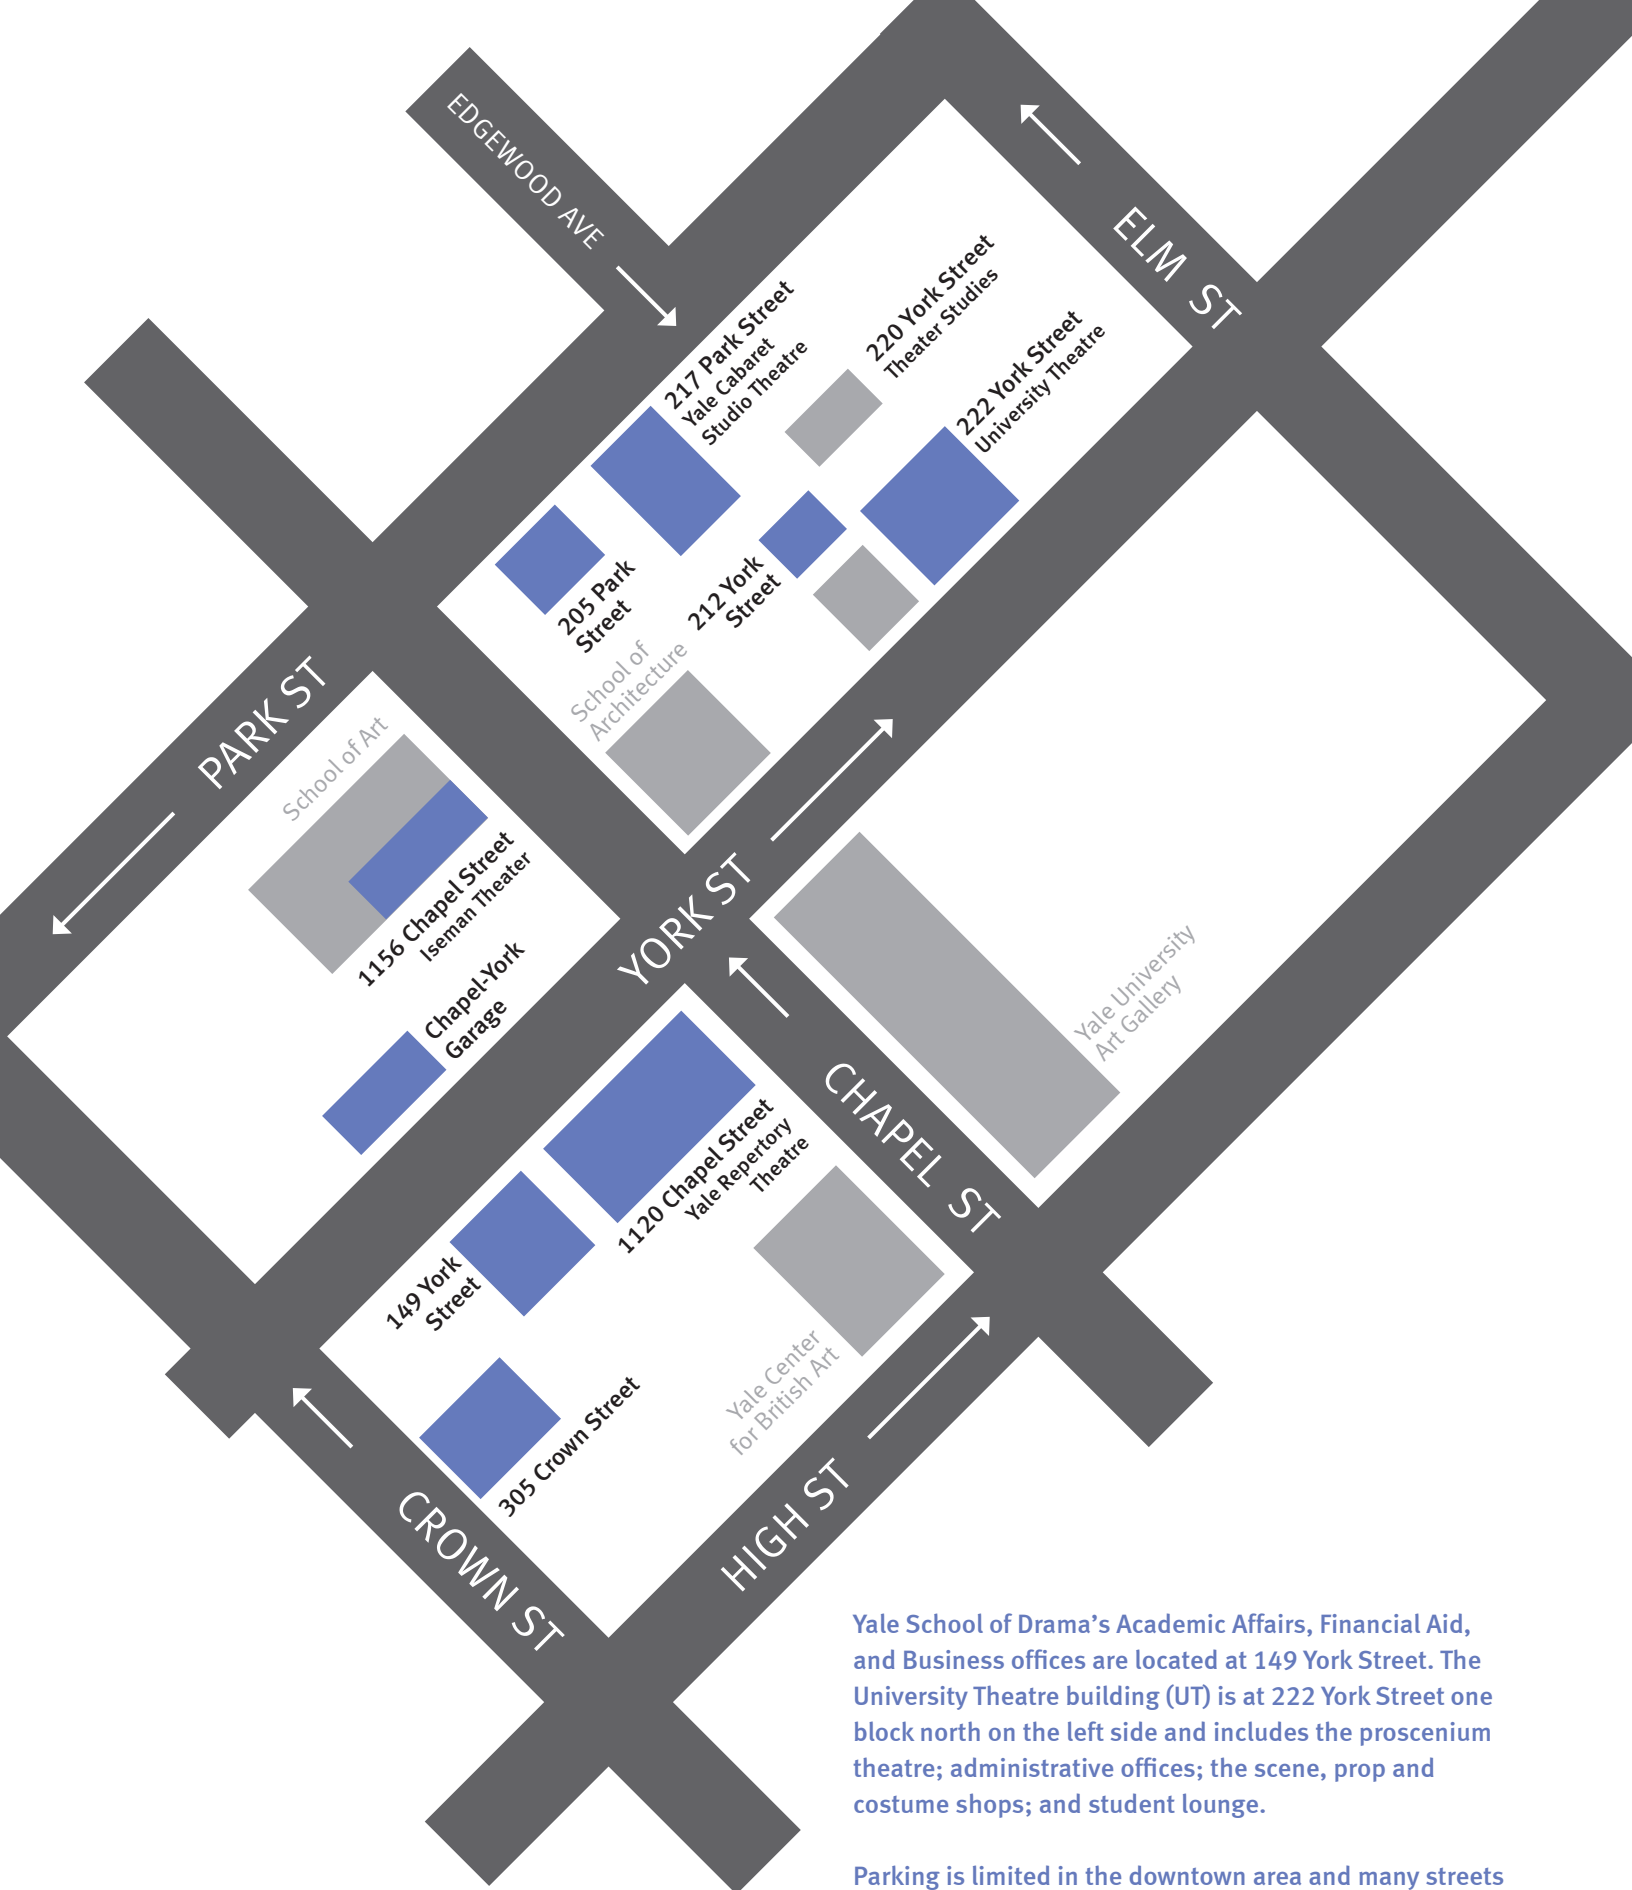 EDGEWOOD AVE
ELM ST
217 Park Street
Yale Cabaret
Studio Theatre
220 York Street
Theater Studies
222 York Street
University Theatre
205 Park
Street
212 York
Street
School of
Architecture
PARK ST
School of Art
1156 Chapel Street
Iseman Theater
YORK ST
Chapel-York
Garage
Yale University
Art Gallery
CHAPEL ST
1120 Chapel Street
Yale Repertory
Theatre
149 York
Street
Yale Center
for British Art
305 Crown Street
CROWN ST
HIGH ST
Yale School of Drama’s Academic Affairs, Financial Aid,
and Business offices are located at 149 York Street. The
University Theatre building (UT) is at 222 York Street one
block north on the left side and includes the proscenium
theatre; administrative offices; the scene, prop and
costume shops; and student lounge.
Parking is limited in the downtown area and many streets